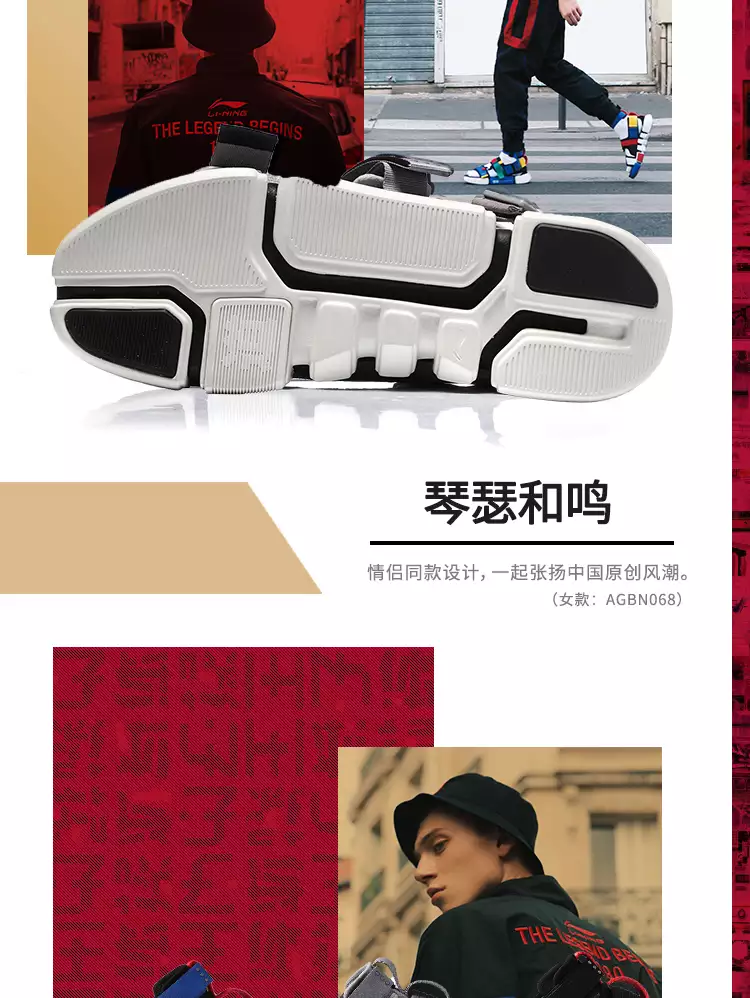 LI-NING
THE LEGEND BEGINS
琴瑟和鸣
情侣同款设计，一起张扬中国原创风潮。
（女款：AGBN068）
THE LEGEND BE